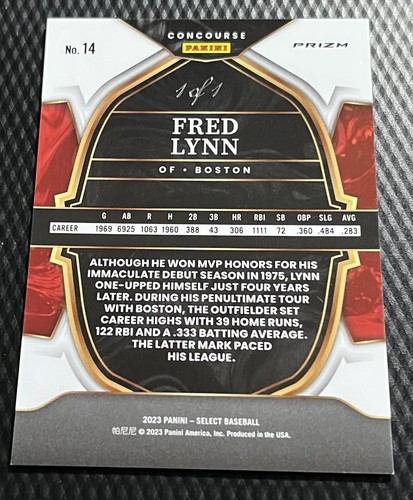 CONCOURSE
PANINI
No. 14
PRIZM
1 of 1
FRED
LYNN
OF • BOSTON
G AB R H 2B 3B HR RBI SB OBP SLG AVG
CAREER 1969 6925 1063 1960 388 43 306 1111 72 .360 .484 .283
ALTHOUGH HE WON MVP HONORS FOR HIS
IMMACULATE DEBUT SEASON IN 1975, LYNN
ONE-UPPED HIMSELF JUST FOUR YEARS
LATER. DURING HIS PENULTIMATE TOUR
WITH BOSTON, THE OUTFIELDER SET
CAREER HIGHS WITH 39 HOME RUNS,
122 RBI AND A .333 BATTING AVERAGE.
THE LATTER MARK PACED
HIS LEAGUE.
2023 PANINI – SELECT BASEBALL
帕尼尼 © 2023 Panini America, Inc. Produced in the USA.